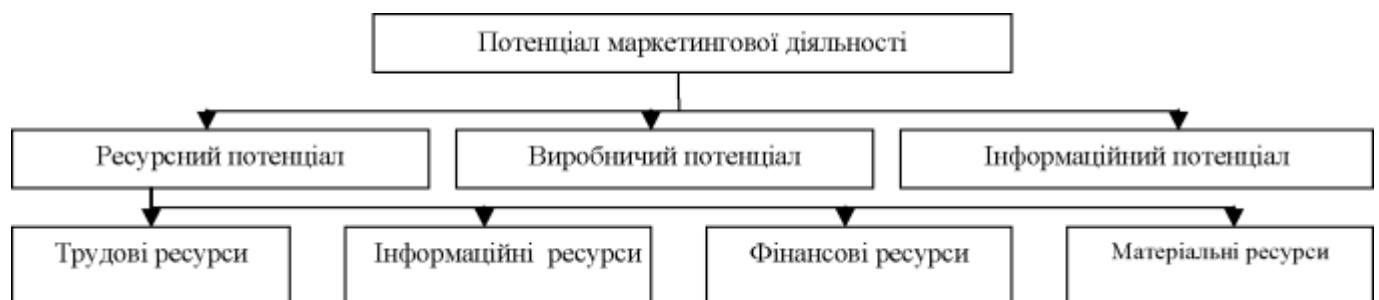 Потенціал маркетингової діяльності
Ресурсний потенціал
Виробничий потенціал
Інформаційний потенціал
Трудові ресурси
Інформаційні ресурси
Фінансові ресурси
Матеріальні ресурси